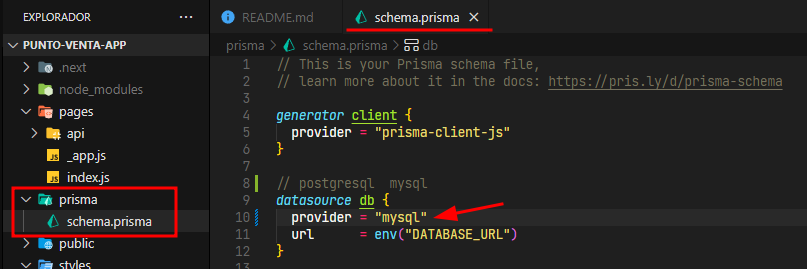 EXPLORADOR
PUNTO-VENTA-APP
.next
node_modules
pages
api
JS _app.js
JS index.js
prisma
schema.prisma
public
styles
README.md
schema.prisma ×
prisma > schema.prisma > db
1 // This is your Prisma schema file,
2 // learn more about it in the docs: https://pris.ly/d/prisma-schema
3
4 generator client {
5 provider = "prisma-client-js"
6 }
7
8 // postgresql  mysql
9 datasource db {
10 provider = "mysql"
11 url      = env("DATABASE_URL")
12 }
13